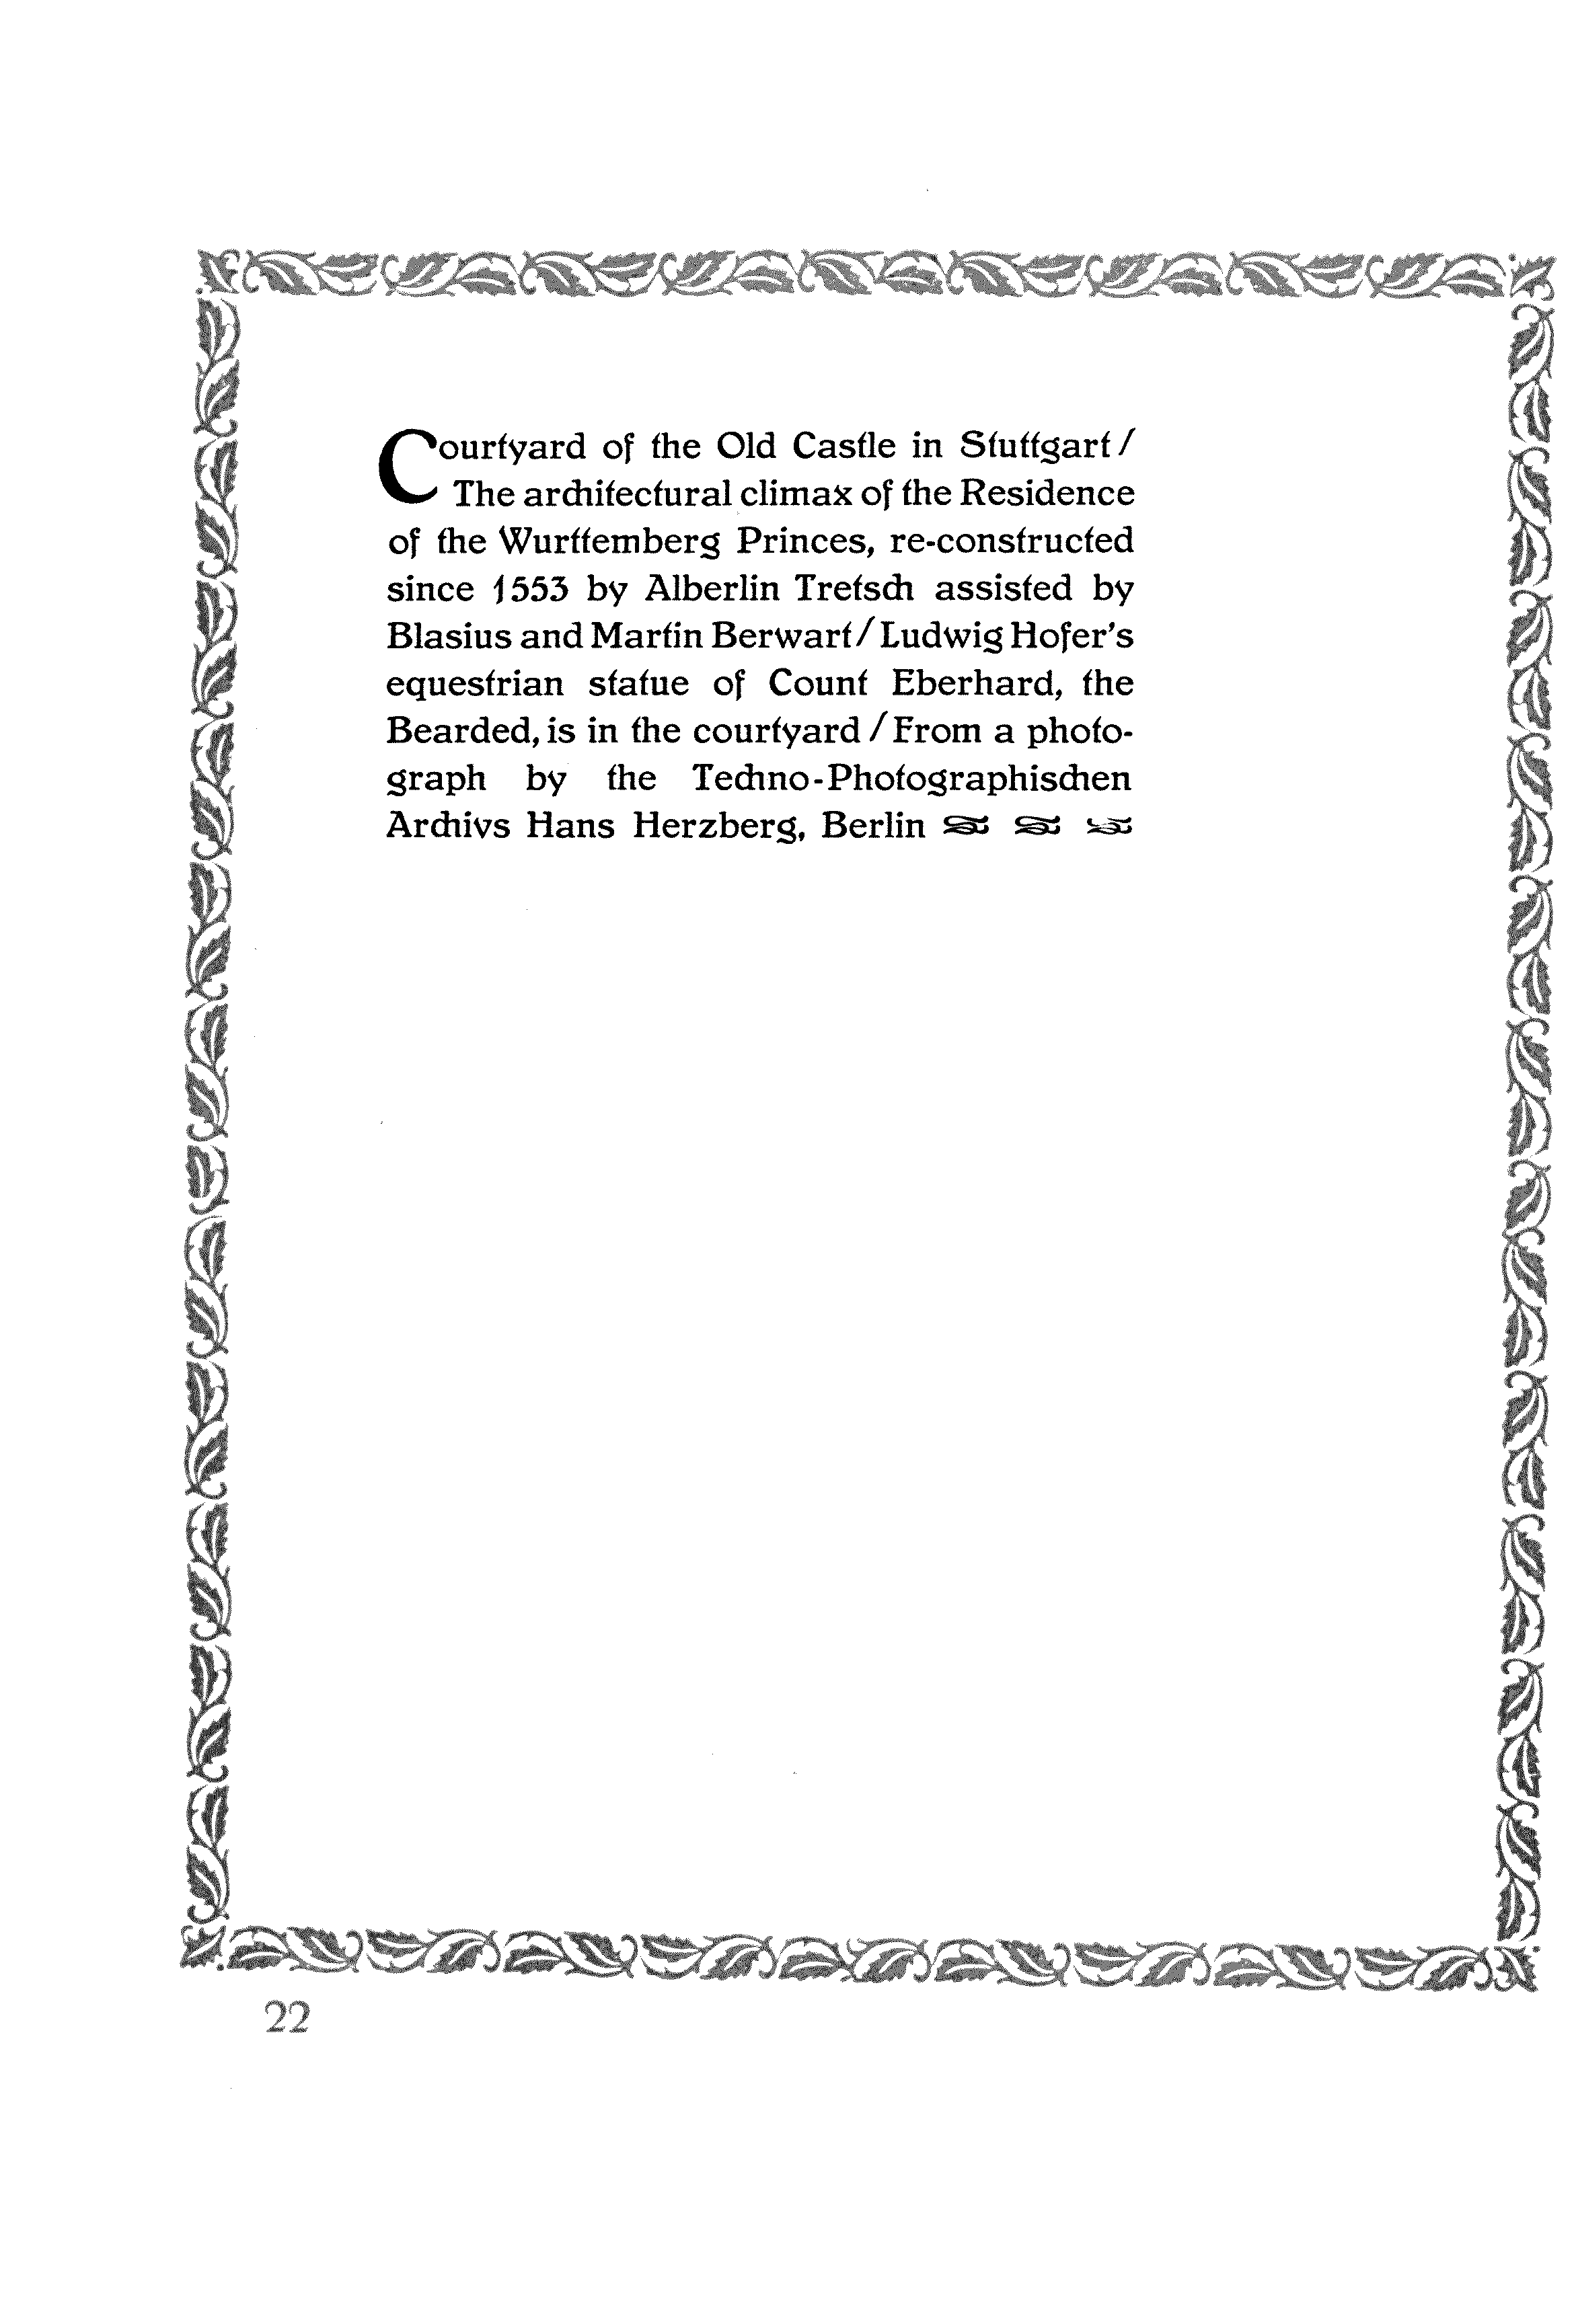 Courtyard of the Old Castle in Stuttgart /
The architectural climax of the Residence
of the Wurttemberg Princes, re-constructed
since 1553 by Alberlin Tretsch assisted by
Blasius and Martin Berwart / Ludwig Hofer's
equestrian statue of Count Eberhard, the
Bearded, is in the courtyard / From a photo-
graph by the Techno-Photographischen
Archivs Hans Herzberg, Berlin
22